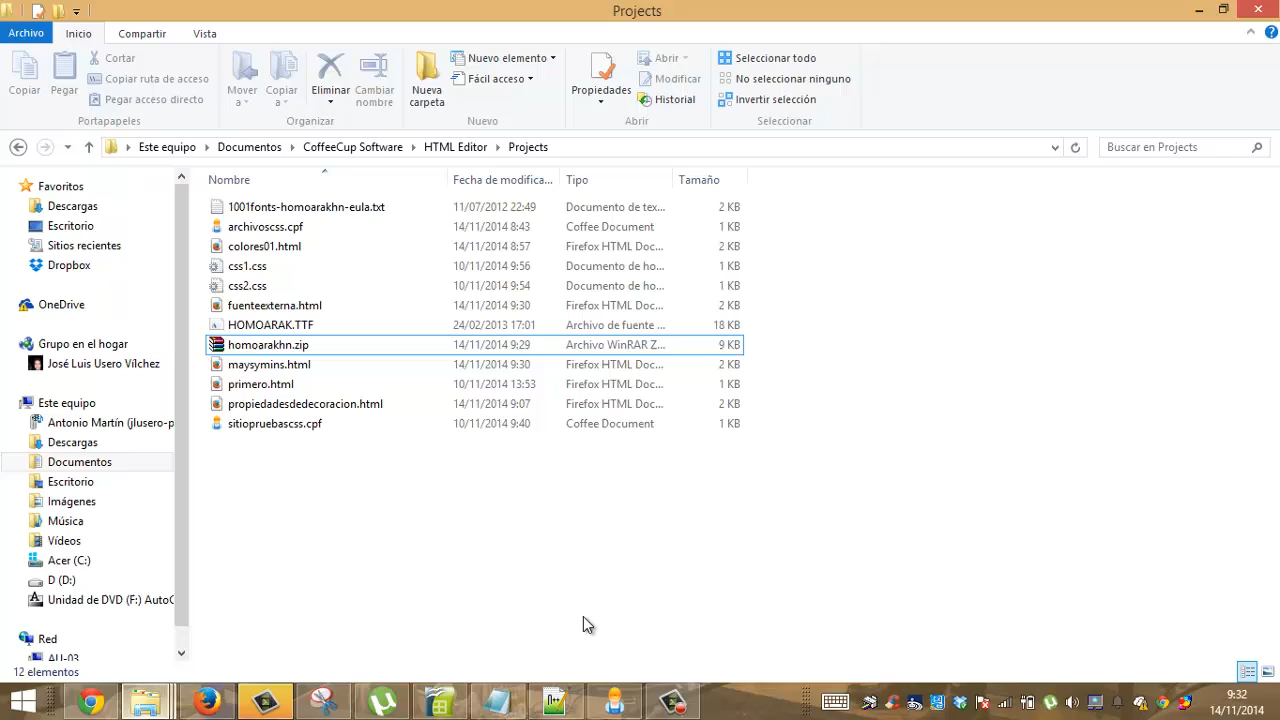 Projects
Archivo Inicio Compartir Vista
Copiar
Pegar
Cortar
Copiar ruta de acceso
Pegar acceso directo
Portapapeles
Mover a
Copiar a
Eliminar
Cambiar nombre
Organizar
Nueva carpeta
Nuevo elemento
Fácil acceso
Nuevo
Propiedades
Abrir
Modificar
Historial
Abrir
Seleccionar todo
No seleccionar ninguno
Invertir selección
Seleccionar
Este equipo Documentos CoffeeCup Software HTML Editor Projects
Buscar en Projects
Favoritos
Descargas
Escritorio
Sitios recientes
Dropbox
OneDrive
Grupo en el hogar
José Luis Usero Vílchez
Este equipo
Antonio Martín (jlusero-p
Descargas
Documentos
Escritorio
Imágenes
Música
Vídeos
Acer (C:)
D (D:)
Unidad de DVD (F:) AutoC
Red
AU-03
Nombre Fecha de modifica... Tipo Tamaño
1001fonts-homoarakhn-eula.txt 11/07/2012 22:49 Documento de tex... 2 KB
archivoscss.cpf 14/11/2014 8:43 Coffee Document 1 KB
colores01.html 14/11/2014 8:57 Firefox HTML Doc... 2 KB
css1.css 10/11/2014 9:56 Documento de ho... 1 KB
css2.css 10/11/2014 9:54 Documento de ho... 1 KB
fuenteexterna.html 14/11/2014 9:30 Firefox HTML Doc... 2 KB
HOMOARAK.TTF 24/02/2013 17:01 Archivo de fuente ... 18 KB
homoarakhn.zip 14/11/2014 9:29 Archivo WinRAR Z... 9 KB
maysymins.html 14/11/2014 9:30 Firefox HTML Doc... 2 KB
primero.html 10/11/2014 13:53 Firefox HTML Doc... 1 KB
propiedadesdedecoracion.html 14/11/2014 9:07 Firefox HTML Doc... 2 KB
sitiopruebascss.cpf 10/11/2014 9:40 Coffee Document 1 KB
12 elementos
9:32
14/11/2014